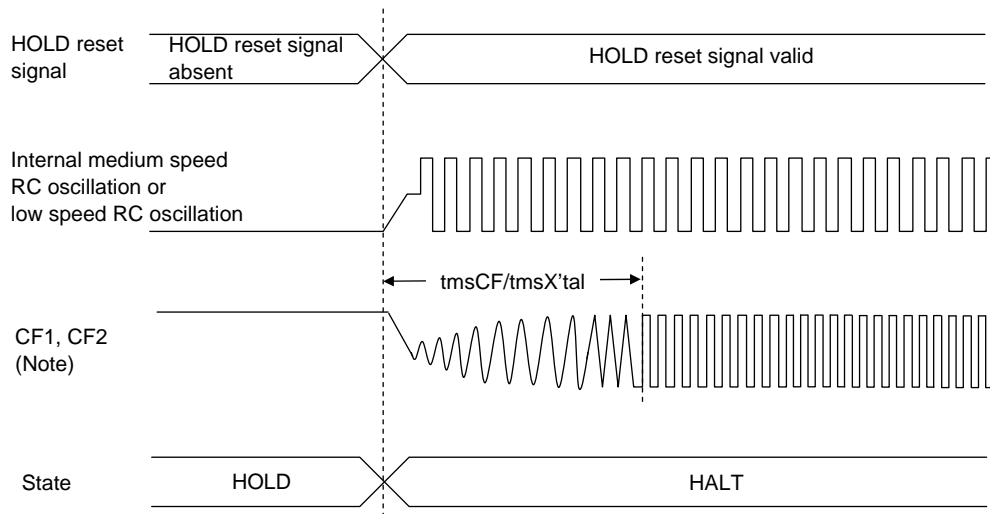 HOLD reset
signal
HOLD reset signal
absent
HOLD reset signal valid
Internal medium speed
RC oscillation or
low speed RC oscillation
tmsCF/tmsX'tal
CF1, CF2
(Note)
State
HOLD
HALT